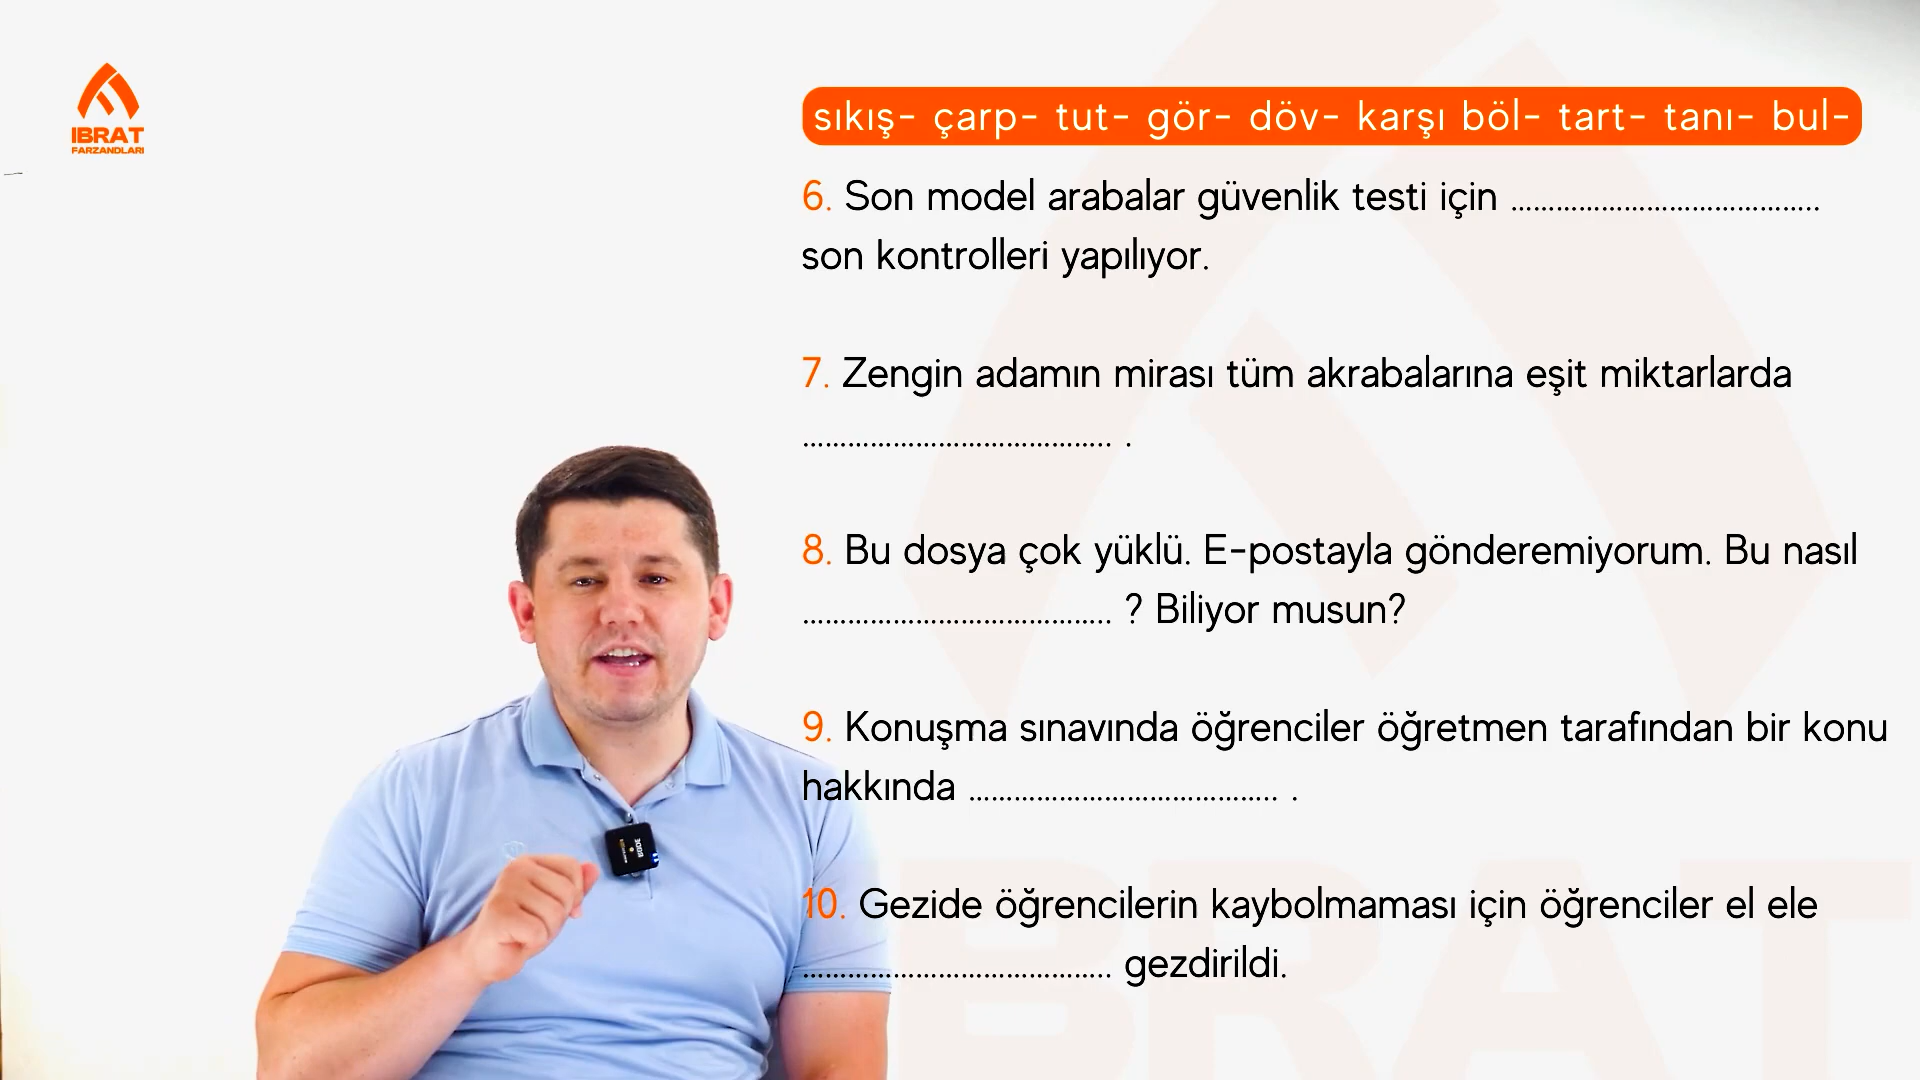 IBRAT
FARZANDLARI
sıkış- çarp- tut- gör- döv- karşı böl- tart- tanı- bul-
6. Son model arabalar güvenlik testi için ..........................................
son kontrolleri yapılıyor.
7. Zengin adamın mirası tüm akrabalarına eşit miktarlarda
.......................................... .
8. Bu dosya çok yüklü. E-postayla gönderemiyorum. Bu nasıl
.......................................... ? Biliyor musun?
9. Konuşma sınavında öğrenciler öğretmen tarafından bir konu
hakkında .......................................... .
10. Gezide öğrencilerin kaybolmaması için öğrenciler el ele
.......................................... gezdirildi.